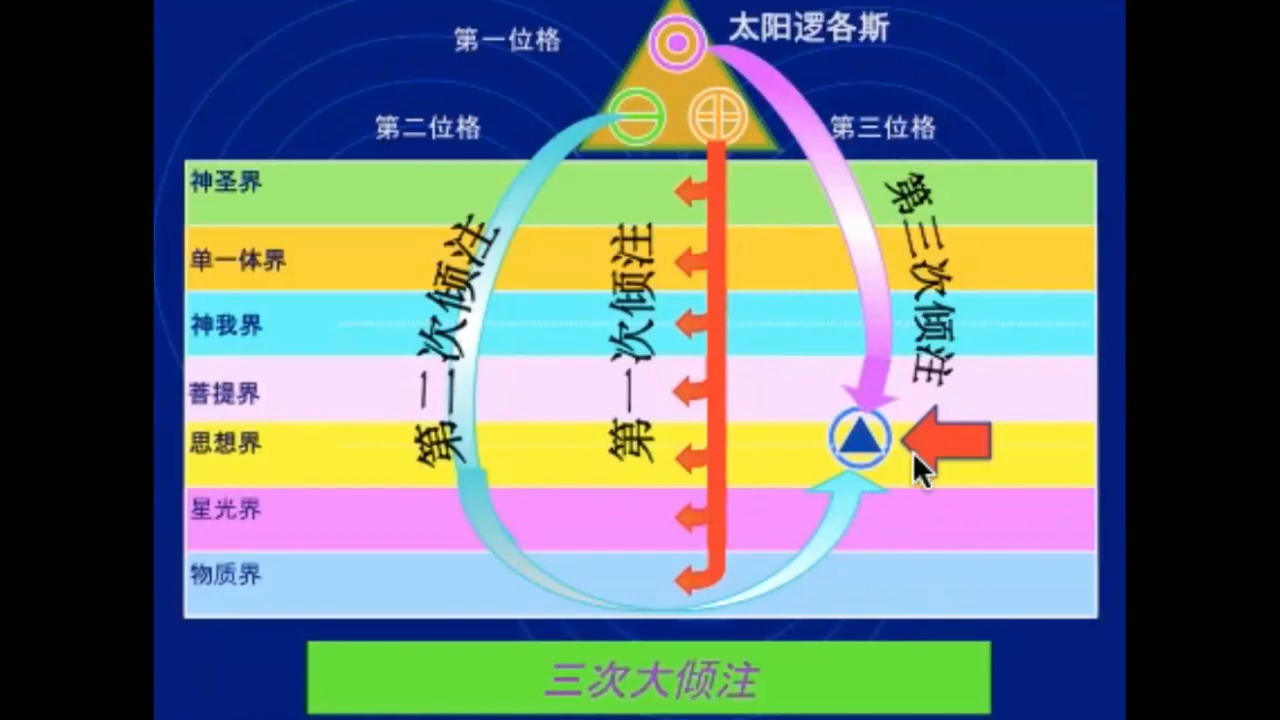 太阳逻各斯
第一位格
第二位格
第三位格
神圣界
单一体界
神我界
菩提界
思想界
星光界
物质界
第二次倾注
第一次倾注
第三次倾注
三次大倾注